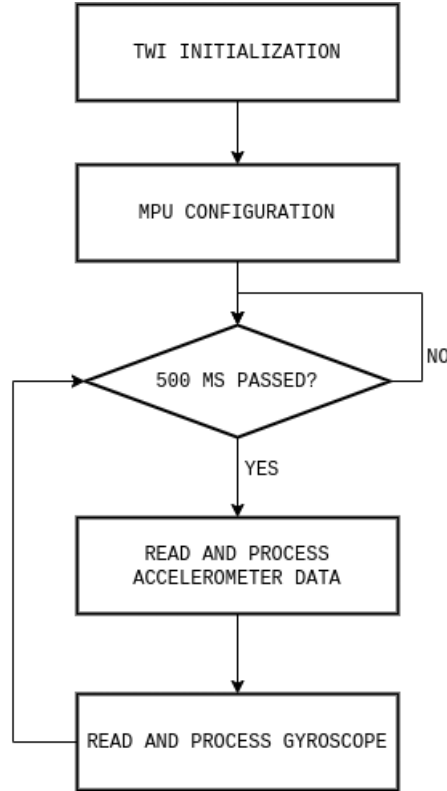 TWI INITIALIZATION
MPU CONFIGURATION
500 MS PASSED?
NO
YES
READ AND PROCESS
ACCELEROMETER DATA
READ AND PROCESS GYROSCOPE